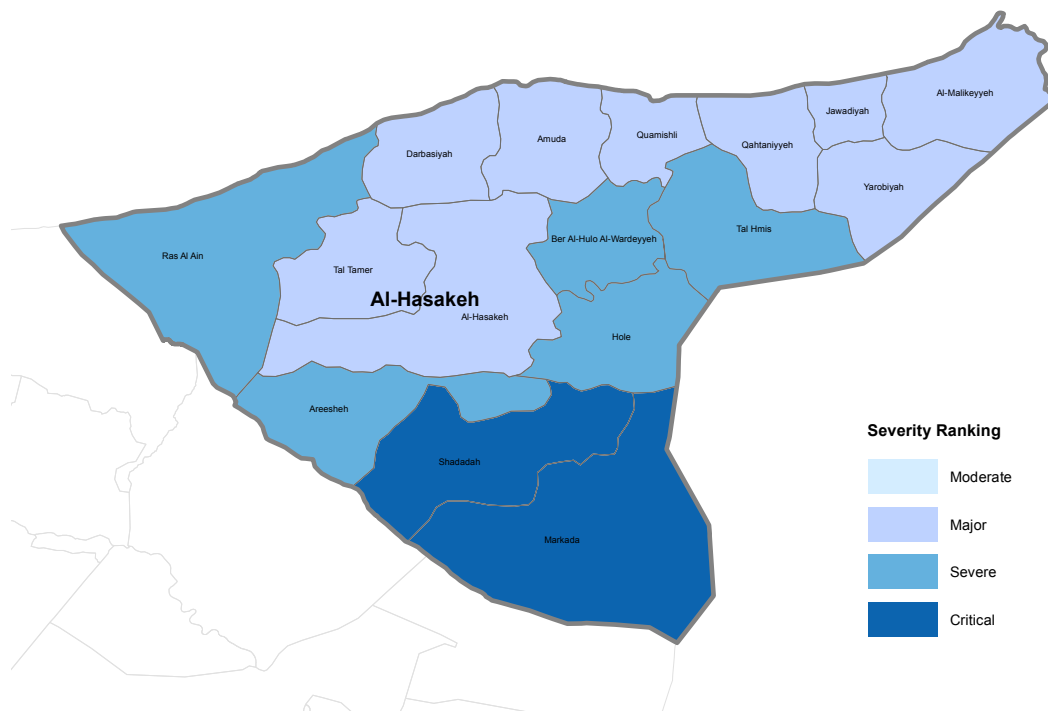 Al-Malikeyyeh
Jawadiyah
Quamishli
Amuda
Qahtaniyyeh
Darbasiyah
Yarobiyah
Tal Hmis
Ber Al-Hulo Al-Wardeyyeh
Ras Al Ain
Tal Tamer
Al-Hasakeh
Al-Hasakeh
Hole
Areesheh
Shadadah
Markada
Severity Ranking
Moderate
Major
Severe
Critical